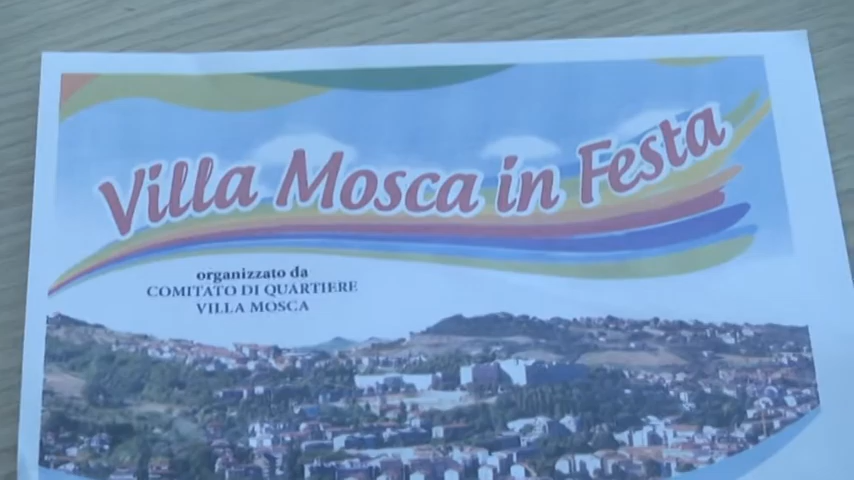 Villa Mosca in Festa
organizzato da
COMITATO DI QUARTIERE
VILLA MOSCA